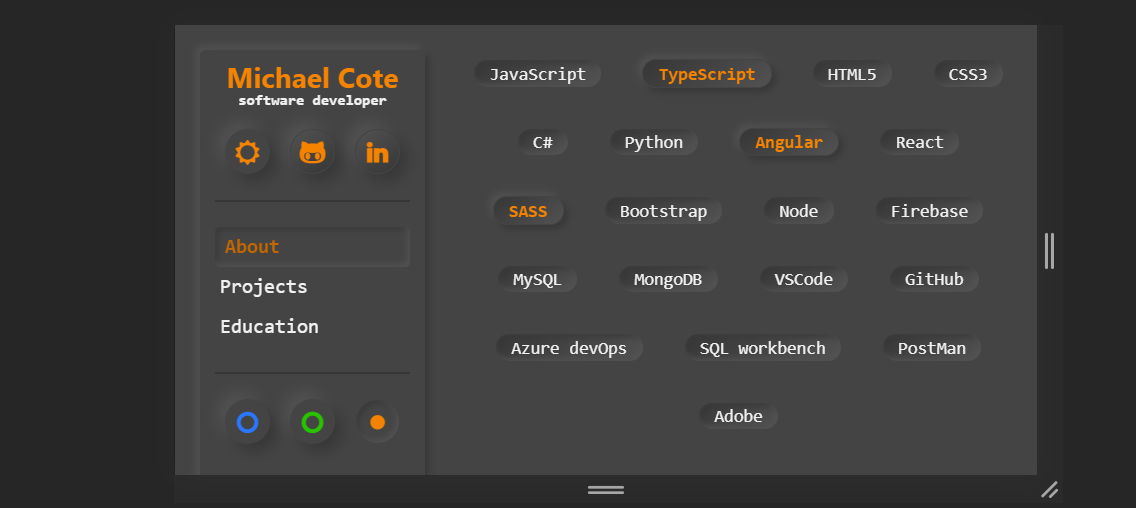 Michael Cote
software developer
About
Projects
Education
JavaScript TypeScript HTML5 CSS3
C# Python Angular React
SASS Bootstrap Node Firebase
MySQL MongoDB VSCode GitHub
Azure devOps SQL workbench PostMan
Adobe